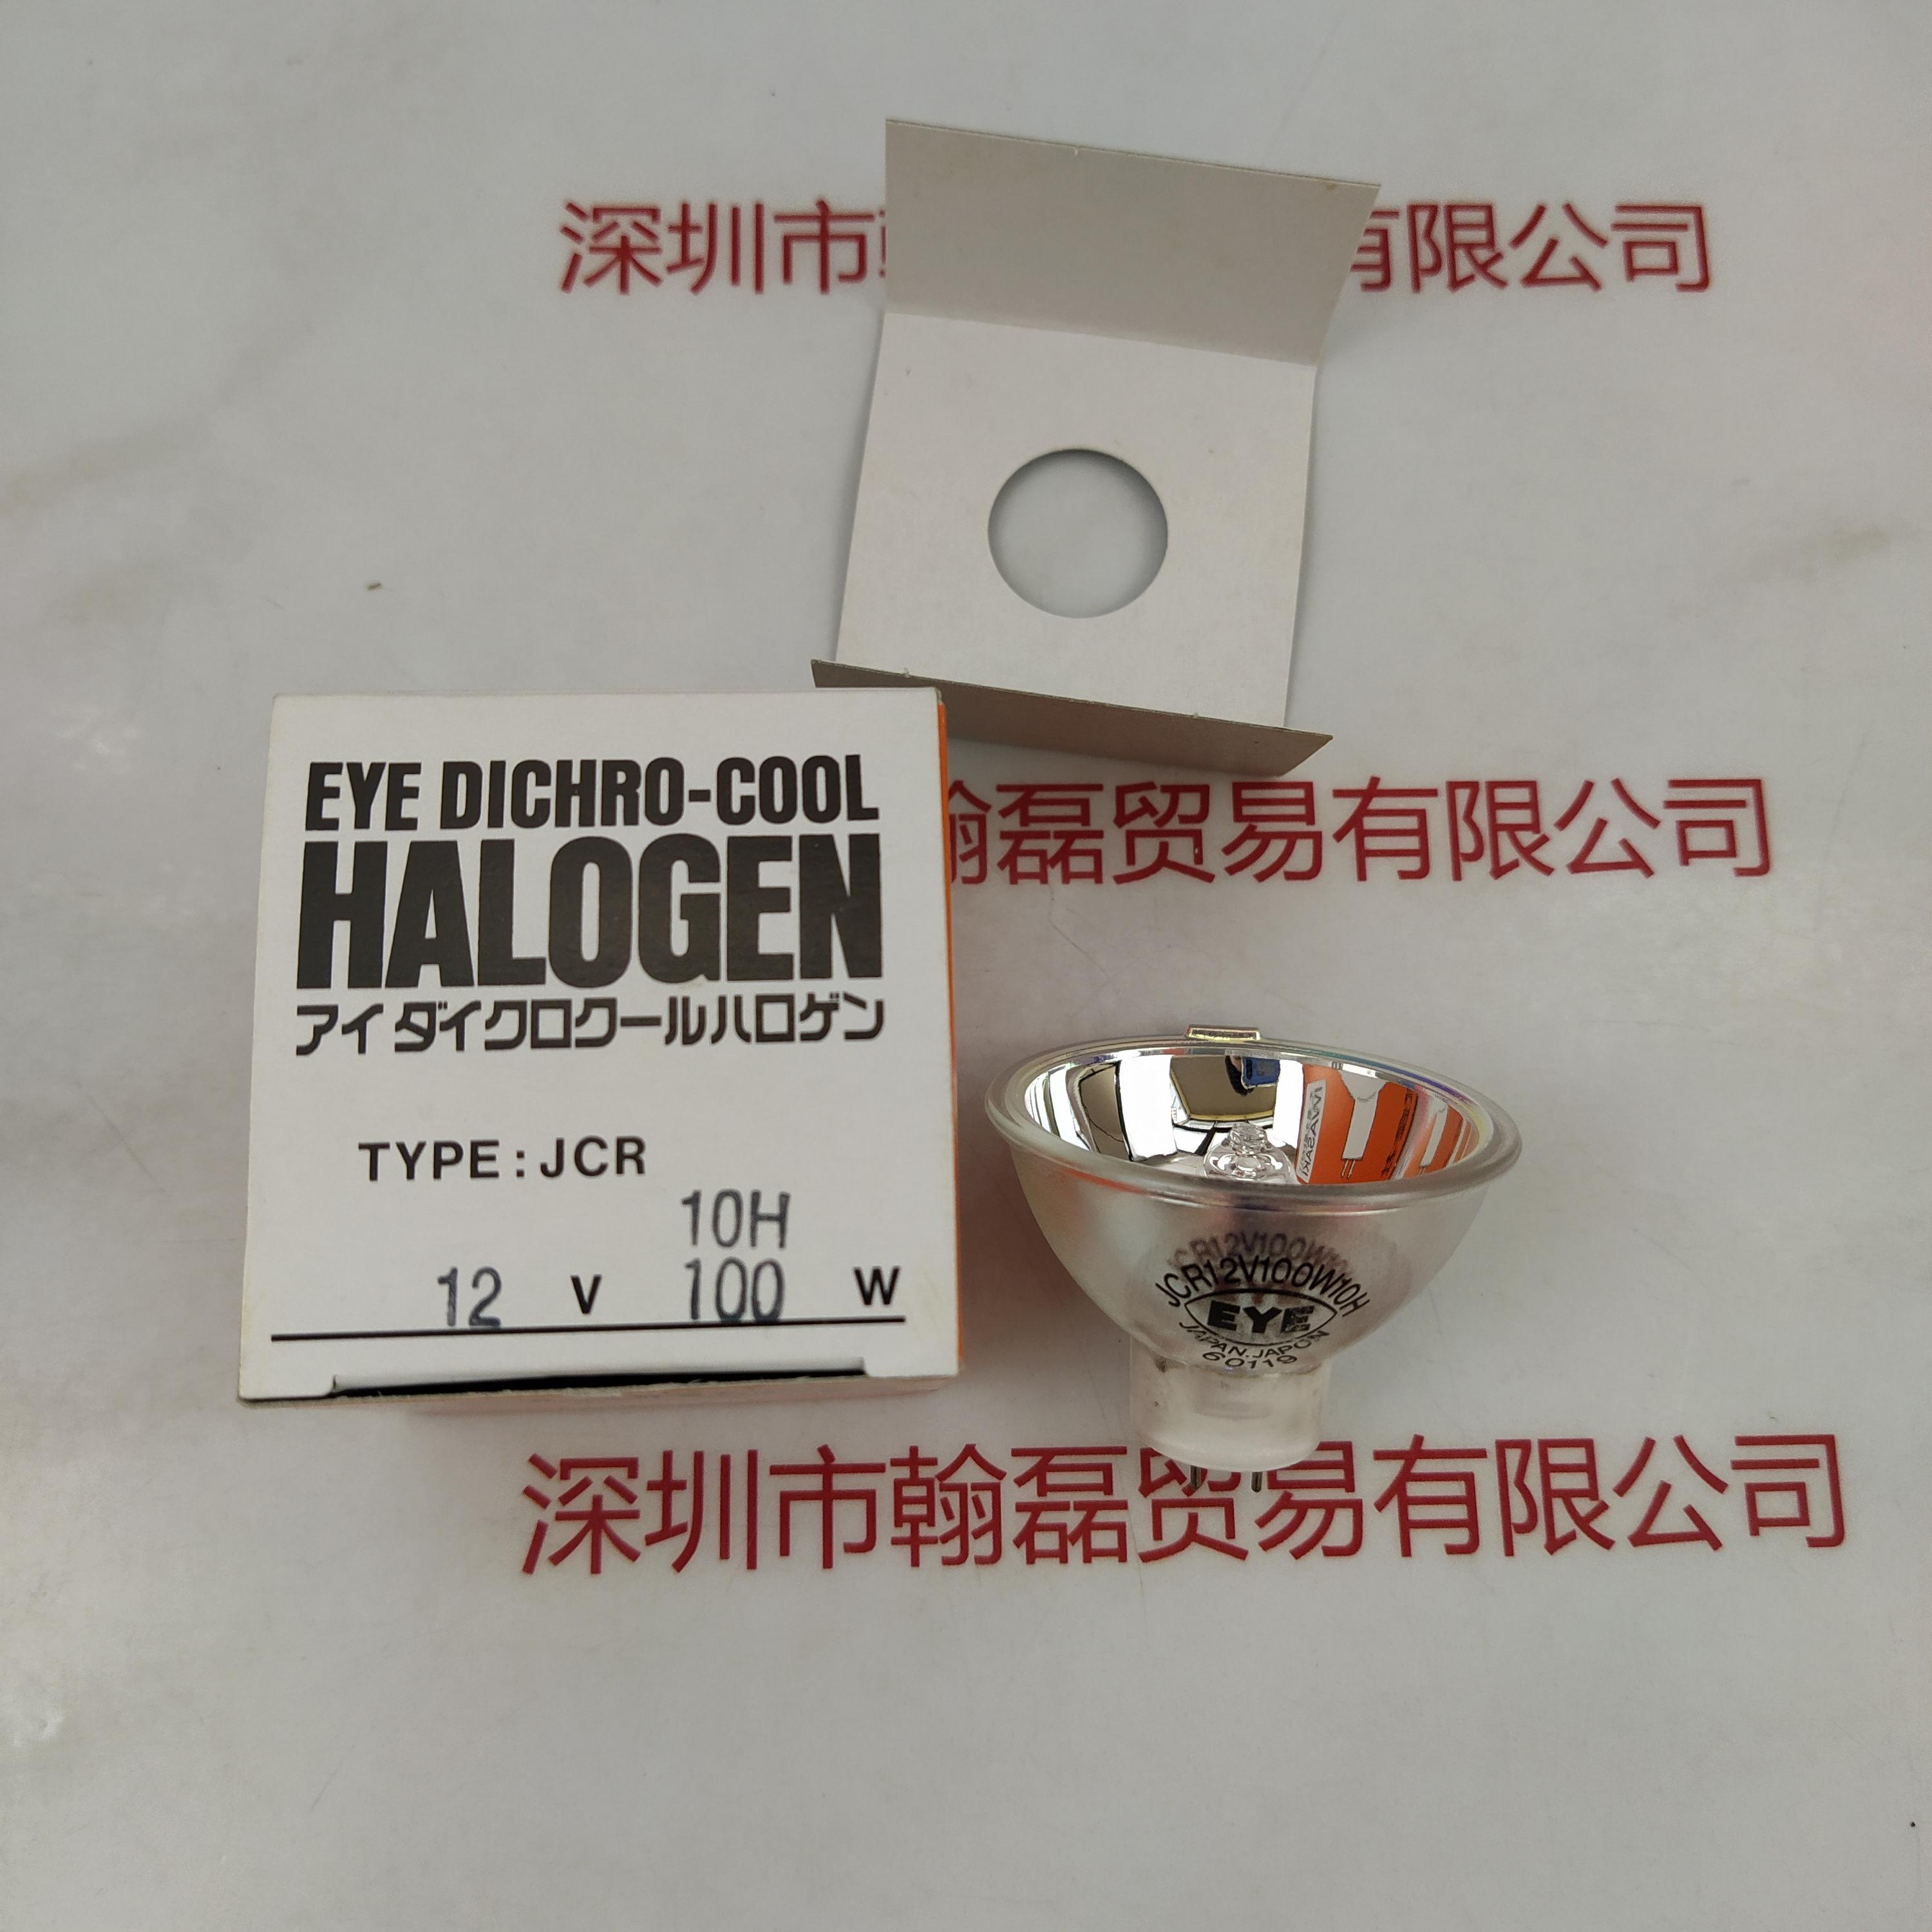 深圳市
有限公司
EYE DICHRO-COOL
HALOGEN
アイ ダイクロクールハロゲン
TYPE:JCR
10H
12 V 100 W
翰磊贸易有限公司
JCR12V100W10H
EYE
JAPAN.JAPON
60119
深圳市翰磊贸易有限公司